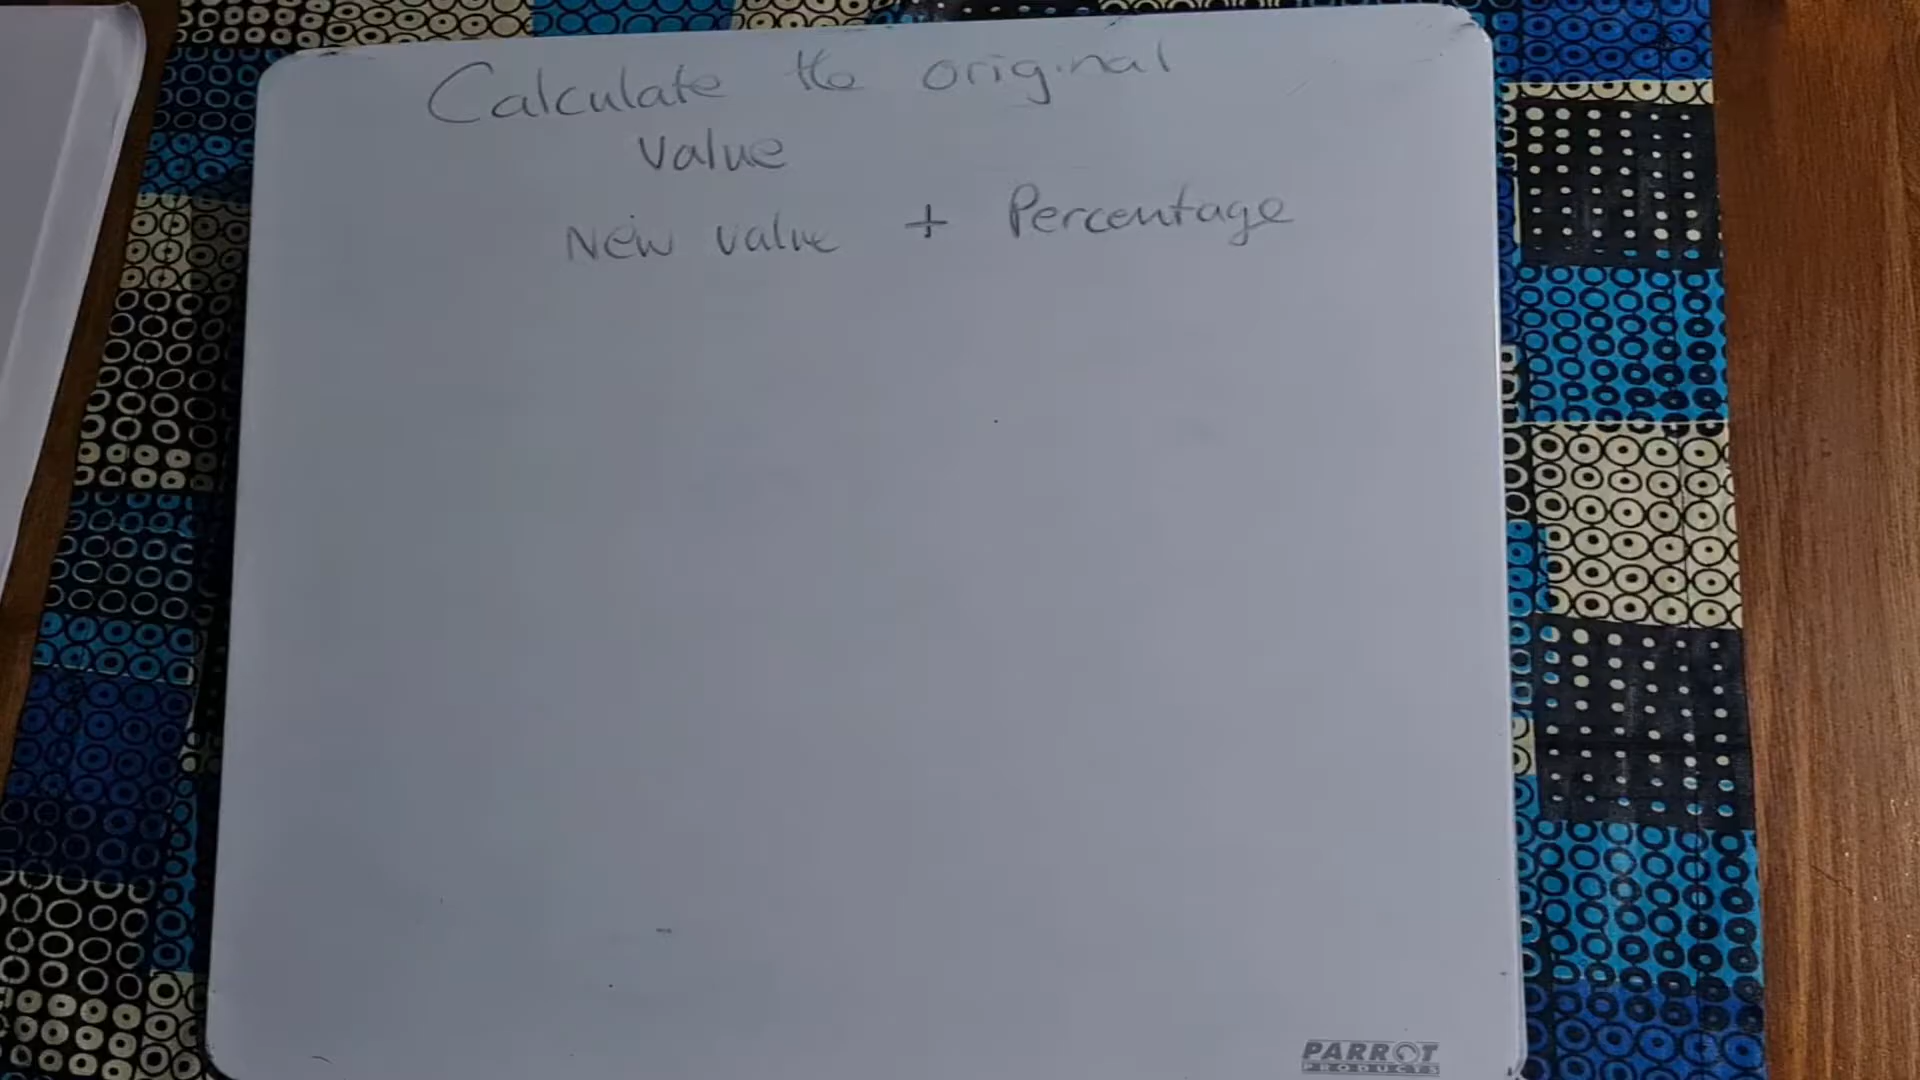 Calculate the original
value
New value + Percentage
PARROT
PRODUCTS